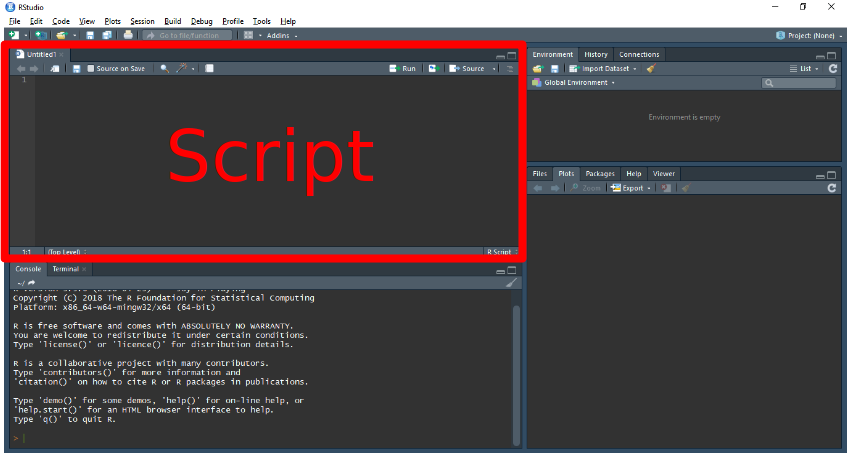 RStudio
File Edit Code View Plots Session Build Debug Profile Tools Help
Go to file/function Addins Project: (None)
Untitled1
Source on Save Run Source
1
Script
1:1 (Top Level) R Script
Console Terminal
~/
Copyright (C) 2018 The R Foundation for Statistical Computing
Platform: x86_64-w64-mingw32/x64 (64-bit)
R is free software and comes with ABSOLUTELY NO WARRANTY.
You are welcome to redistribute it under certain conditions.
Type 'license()' or 'licence()' for distribution details.
R is a collaborative project with many contributors.
Type 'contributors()' for more information and
'citation()' on how to cite R or R packages in publications.
Type 'demo()' for some demos, 'help()' for on-line help, or
'help.start()' for an HTML browser interface to help.
Type 'q()' to quit R.
>
Environment History Connections
Import Dataset List
Global Environment
Environment is empty
Files Plots Packages Help Viewer
Zoom Export